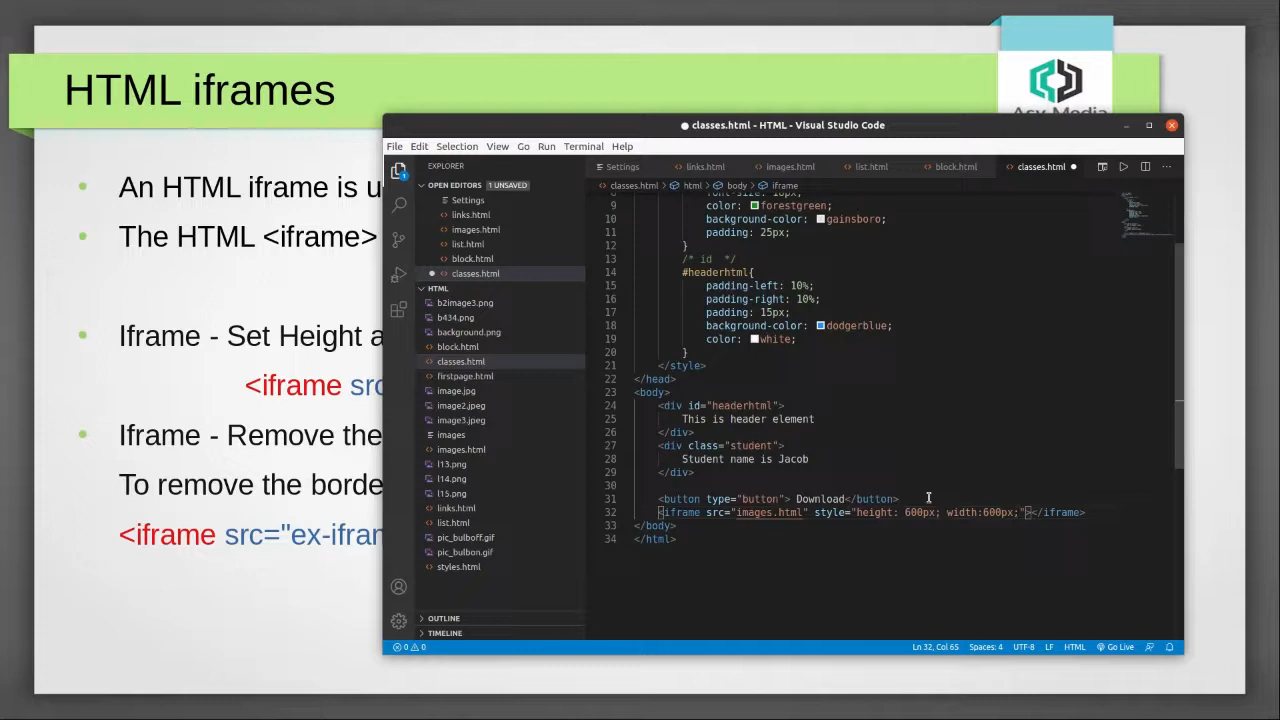 HTML iframes
Asy Media
An HTML iframe is u
The HTML <iframe>
Iframe - Set Height a
<iframe src
Iframe - Remove the
To remove the borde
<iframe src="ex-ifran
● classes.html - HTML - Visual Studio Code
File Edit Selection View Go Run Terminal Help
EXPLORER
OPEN EDITORS 1 UNSAVED
Settings
links.html
images.html
list.html
block.html
classes.html
HTML
b2image3.png
b434.png
background.png
block.html
classes.html
firstpage.html
image.jpg
image2.jpeg
image3.jpeg
images
images.html
l13.png
l14.png
l15.png
links.html
list.html
pic_bulboff.gif
pic_bulbon.gif
styles.html
OUTLINE
TIMELINE
Settings links.html images.html list.html block.html classes.html ●
classes.html > html > body > iframe
9 color: forestgreen;
10 background-color: gainsboro;
11 padding: 25px;
12 }
13 /* id */
14 #headerhtml{
15 padding-left: 10%;
16 padding-right: 10%;
17 padding: 15px;
18 background-color: dodgerblue;
19 color: white;
20 }
21 </style>
22 </head>
23 <body>
24 <div id="headerhtml">
25 This is header element
26 </div>
27 <div class="student">
28 Student name is Jacob
29 </div>
30
31 <button type="button"> Download</button>
32 <iframe src="images.html" style="height: 600px; width:600px;"></iframe>
33 </body>
34 </html>
0 0 Ln 32, Col 65 Spaces: 4 UTF-8 LF HTML Go Live